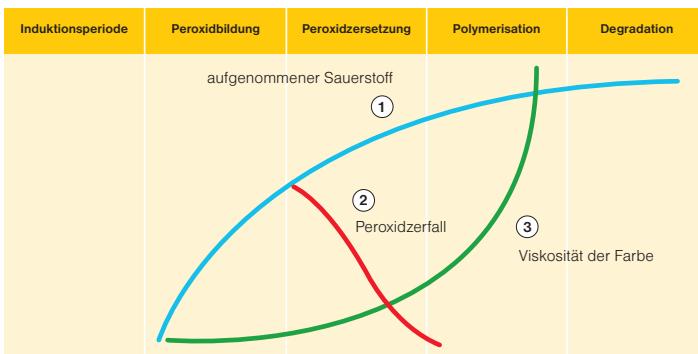 Induktionsperiode
Peroxidbildung
Peroxidzersetzung
Polymerisation
Degradation
aufgenommener Sauerstoff
1
2
Peroxidzerfall
3
Viskosität der Farbe